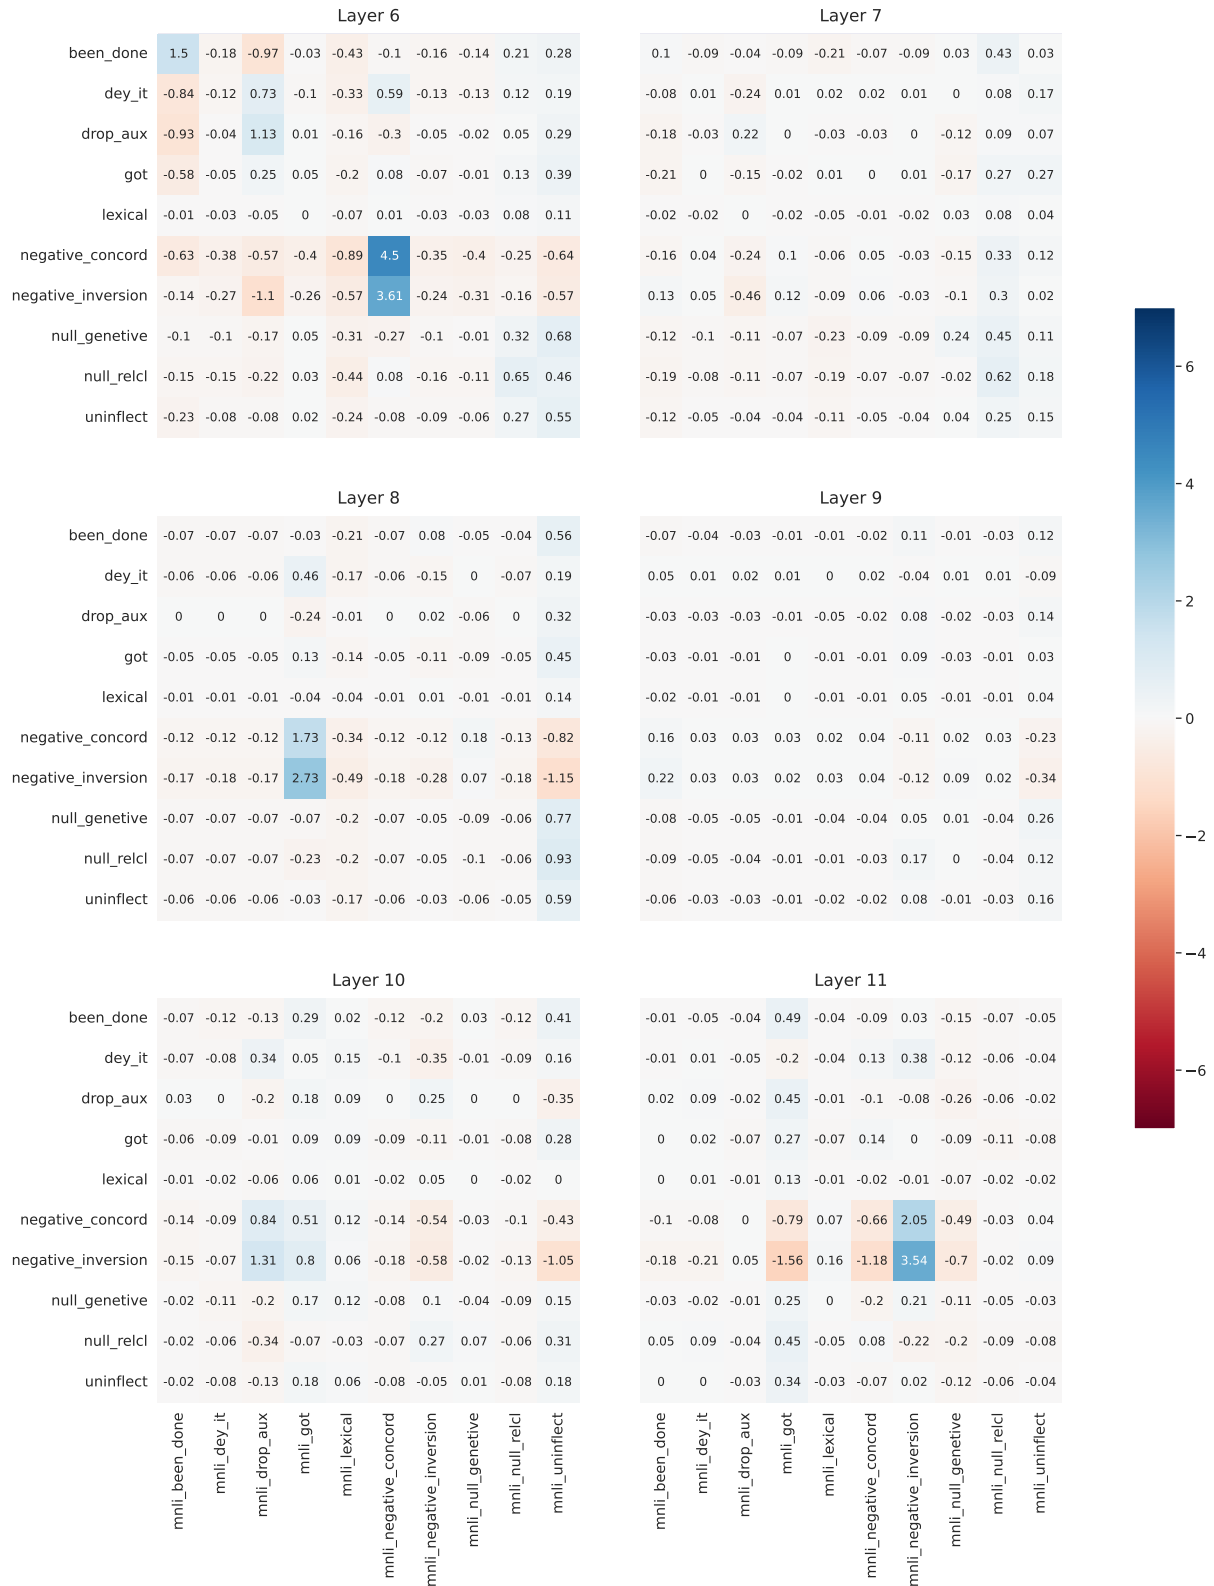 Layer 6
been_done 1.5 -0.18 -0.97 -0.03 -0.43 -0.1 -0.16 -0.14 0.21 0.28
dey_it -0.84 -0.12 0.73 -0.1 -0.33 0.59 -0.13 -0.13 0.12 0.19
drop_aux -0.93 -0.04 1.13 0.01 -0.16 -0.3 -0.05 -0.02 0.05 0.29
got -0.58 -0.05 0.25 0.05 -0.2 0.08 -0.07 -0.01 0.13 0.39
lexical -0.01 -0.03 -0.05 0 -0.07 0.01 -0.03 -0.03 0.08 0.11
negative_concord -0.63 -0.38 -0.57 -0.4 -0.89 4.5 -0.35 -0.4 -0.25 -0.64
negative_inversion -0.14 -0.27 -1.1 -0.26 -0.57 3.61 -0.24 -0.31 -0.16 -0.57
null_genetive -0.1 -0.1 -0.17 0.05 -0.31 -0.27 -0.1 -0.01 0.32 0.68
null_relcl -0.15 -0.15 -0.22 0.03 -0.44 0.08 -0.16 -0.11 0.65 0.46
uninflect -0.23 -0.08 -0.08 0.02 -0.24 -0.08 -0.09 -0.06 0.27 0.55
Layer 7
0.1 -0.09 -0.04 -0.09 -0.21 -0.07 -0.09 0.03 0.43 0.03
-0.08 0.01 -0.24 0.01 0.02 0.02 0.01 0 0.08 0.17
-0.18 -0.03 0.22 0 -0.03 -0.03 0 -0.12 0.09 0.07
-0.21 0 -0.15 -0.02 0.01 0 0.01 -0.17 0.27 0.27
-0.02 -0.02 0 -0.02 -0.05 -0.01 -0.02 0.03 0.08 0.04
-0.16 0.04 -0.24 0.1 -0.06 0.05 -0.03 -0.15 0.33 0.12
0.13 0.05 -0.46 0.12 -0.09 0.06 -0.03 -0.1 0.3 0.02
-0.12 -0.1 -0.11 -0.07 -0.23 -0.09 -0.09 0.24 0.45 0.11
-0.19 -0.08 -0.11 -0.07 -0.19 -0.07 -0.07 -0.02 0.62 0.18
-0.12 -0.05 -0.04 -0.04 -0.11 -0.05 -0.04 0.04 0.25 0.15
Layer 8
been_done -0.07 -0.07 -0.07 -0.03 -0.21 -0.07 0.08 -0.05 -0.04 0.56
dey_it -0.06 -0.06 -0.06 0.46 -0.17 -0.06 -0.15 0 -0.07 0.19
drop_aux 0 0 0 -0.24 -0.01 0 0.02 -0.06 0 0.32
got -0.05 -0.05 -0.05 0.13 -0.14 -0.05 -0.11 -0.09 -0.05 0.45
lexical -0.01 -0.01 -0.01 -0.04 -0.04 -0.01 0.01 -0.01 -0.01 0.14
negative_concord -0.12 -0.12 -0.12 1.73 -0.34 -0.12 -0.12 0.18 -0.13 -0.82
negative_inversion -0.17 -0.18 -0.17 2.73 -0.49 -0.18 -0.28 0.07 -0.18 -1.15
null_genetive -0.07 -0.07 -0.07 -0.07 -0.2 -0.07 -0.05 -0.09 -0.06 0.77
null_relcl -0.07 -0.07 -0.07 -0.23 -0.2 -0.07 -0.05 -0.1 -0.06 0.93
uninflect -0.06 -0.06 -0.06 -0.03 -0.17 -0.06 -0.03 -0.06 -0.05 0.59
Layer 9
-0.07 -0.04 -0.03 -0.01 -0.01 -0.02 0.11 -0.01 -0.03 0.12
0.05 0.01 0.02 0.01 0 0.02 -0.04 0.01 0.01 -0.09
-0.03 -0.03 -0.03 -0.01 -0.05 -0.01 0.08 -0.02 -0.03 0.14
-0.03 -0.01 -0.01 0 -0.01 -0.01 0.09 -0.03 -0.01 0.03
-0.02 -0.01 -0.01 0 -0.01 -0.01 0.05 -0.01 -0.01 0.04
0.16 0.03 0.03 0.03 0.02 0.04 -0.11 0.02 0.03 -0.23
0.22 0.03 0.03 0.02 0.03 0.04 -0.12 0.09 0.02 -0.34
-0.08 -0.05 -0.05 -0.01 -0.04 -0.04 0.05 0.01 -0.04 0.26
-0.09 -0.05 -0.04 -0.01 -0.01 -0.03 0.17 0 -0.04 0.12
-0.06 -0.03 -0.03 -0.01 -0.02 -0.02 0.08 -0.01 -0.03 0.16
Layer 10
been_done -0.07 -0.12 -0.13 0.29 0.02 -0.12 -0.2 0.03 -0.12 0.41
dey_it -0.07 -0.08 0.34 0.05 0.15 -0.1 -0.35 -0.01 -0.09 0.16
drop_aux 0.03 0 -0.2 0.18 0.09 0 0.25 0 0 -0.35
got -0.06 -0.09 -0.01 0.09 0.09 -0.09 -0.11 -0.01 -0.08 0.28
lexical -0.01 -0.02 -0.06 0.06 0.01 -0.02 0.05 0 -0.02 0
negative_concord -0.14 -0.09 0.84 0.51 0.12 -0.14 -0.54 -0.03 -0.1 -0.43
negative_inversion -0.15 -0.07 1.31 0.8 0.06 -0.18 -0.58 -0.02 -0.13 -1.05
null_genetive -0.02 -0.11 -0.2 0.17 0.12 -0.08 0.1 -0.04 -0.09 0.15
null_relcl -0.02 -0.06 -0.34 -0.07 -0.03 -0.07 0.27 0.07 -0.06 0.31
uninflect -0.02 -0.08 -0.13 0.18 0.06 -0.08 -0.05 0.01 -0.08 0.18
mnli_been_done
mnli_dey_it
mnli_drop_aux
mnli_got
mnli_lexical
mnli_negative_concord
mnli_negative_inversion
mnli_null_genetive
mnli_null_relcl
mnli_uninflect
Layer 11
-0.01 -0.05 -0.04 0.49 -0.04 -0.09 0.03 -0.15 -0.07 -0.05
-0.01 0.01 -0.05 -0.2 -0.04 0.13 0.38 -0.12 -0.06 -0.04
0.02 0.09 -0.02 0.45 -0.01 -0.1 -0.08 -0.26 -0.06 -0.02
0 0.02 -0.07 0.27 -0.07 0.14 0 -0.09 -0.11 -0.08
0 0.01 -0.01 0.13 -0.01 -0.02 -0.01 -0.07 -0.02 -0.02
-0.1 -0.08 0 -0.79 0.07 -0.66 2.05 -0.49 -0.03 0.04
-0.18 -0.21 0.05 -1.56 0.16 -1.18 3.54 -0.7 -0.02 0.09
-0.03 -0.02 -0.01 0.25 0 -0.2 0.21 -0.11 -0.05 -0.03
0.05 0.09 -0.04 0.45 -0.05 0.08 -0.22 -0.2 -0.09 -0.08
0 0 -0.03 0.34 -0.03 -0.07 0.02 -0.12 -0.06 -0.04
mnli_been_done
mnli_dey_it
mnli_drop_aux
mnli_got
mnli_lexical
mnli_negative_concord
mnli_negative_inversion
mnli_null_genetive
mnli_null_relcl
mnli_uninflect
6
4
2
0
−2
−4
−6